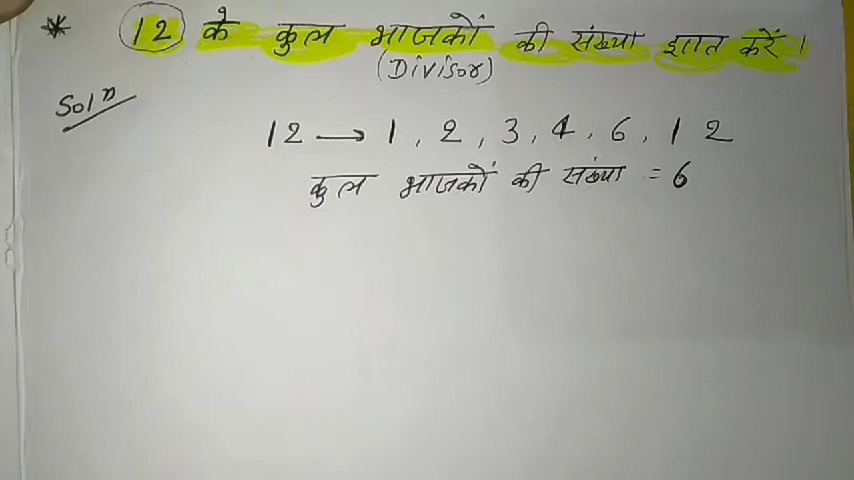 * 12 के कुल भाजकों की संख्या ज्ञात करें।
(Divisor)
Solⁿ
12 → 1, 2, 3, 4, 6, 12
कुल भाजकों की संख्या = 6